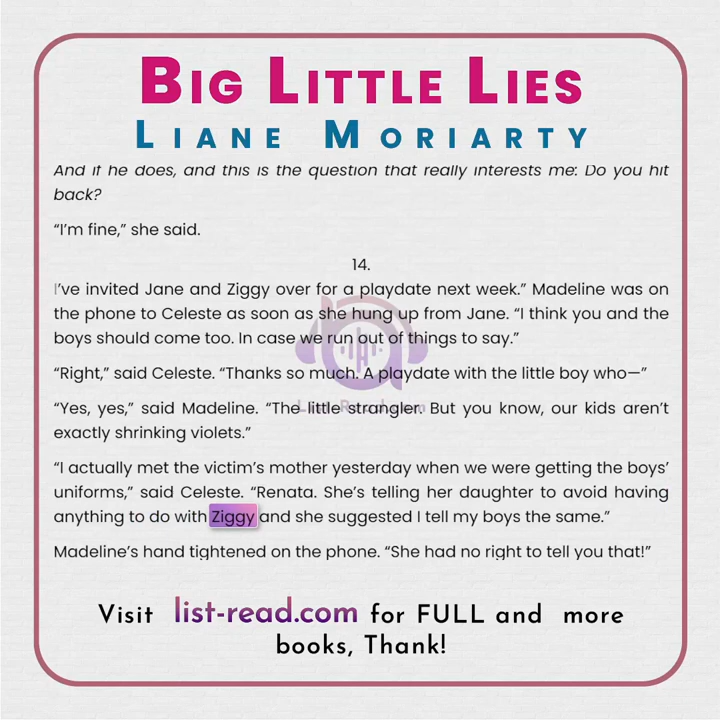 BIG LITTLE LIES
LIANE MORIARTY
And if he does, and this is the question that really interests me: Do you hit
back?
“I’m fine,” she said.
14.
I’ve invited Jane and Ziggy over for a playdate next week.” Madeline was on
the phone to Celeste as soon as she hung up from Jane. “I think you and the
boys should come too. In case we run out of things to say.”
“Right,” said Celeste. “Thanks so much. A playdate with the little boy who—”
“Yes, yes,” said Madeline. “The little strangler. But you know, our kids aren’t
exactly shrinking violets.”
“I actually met the victim’s mother yesterday when we were getting the boys’
uniforms,” said Celeste. “Renata. She’s telling her daughter to avoid having
anything to do with Ziggy and she suggested I tell my boys the same.”
Madeline’s hand tightened on the phone. “She had no right to tell you that!”
Visit list-read.com for FULL and more
books, Thank!